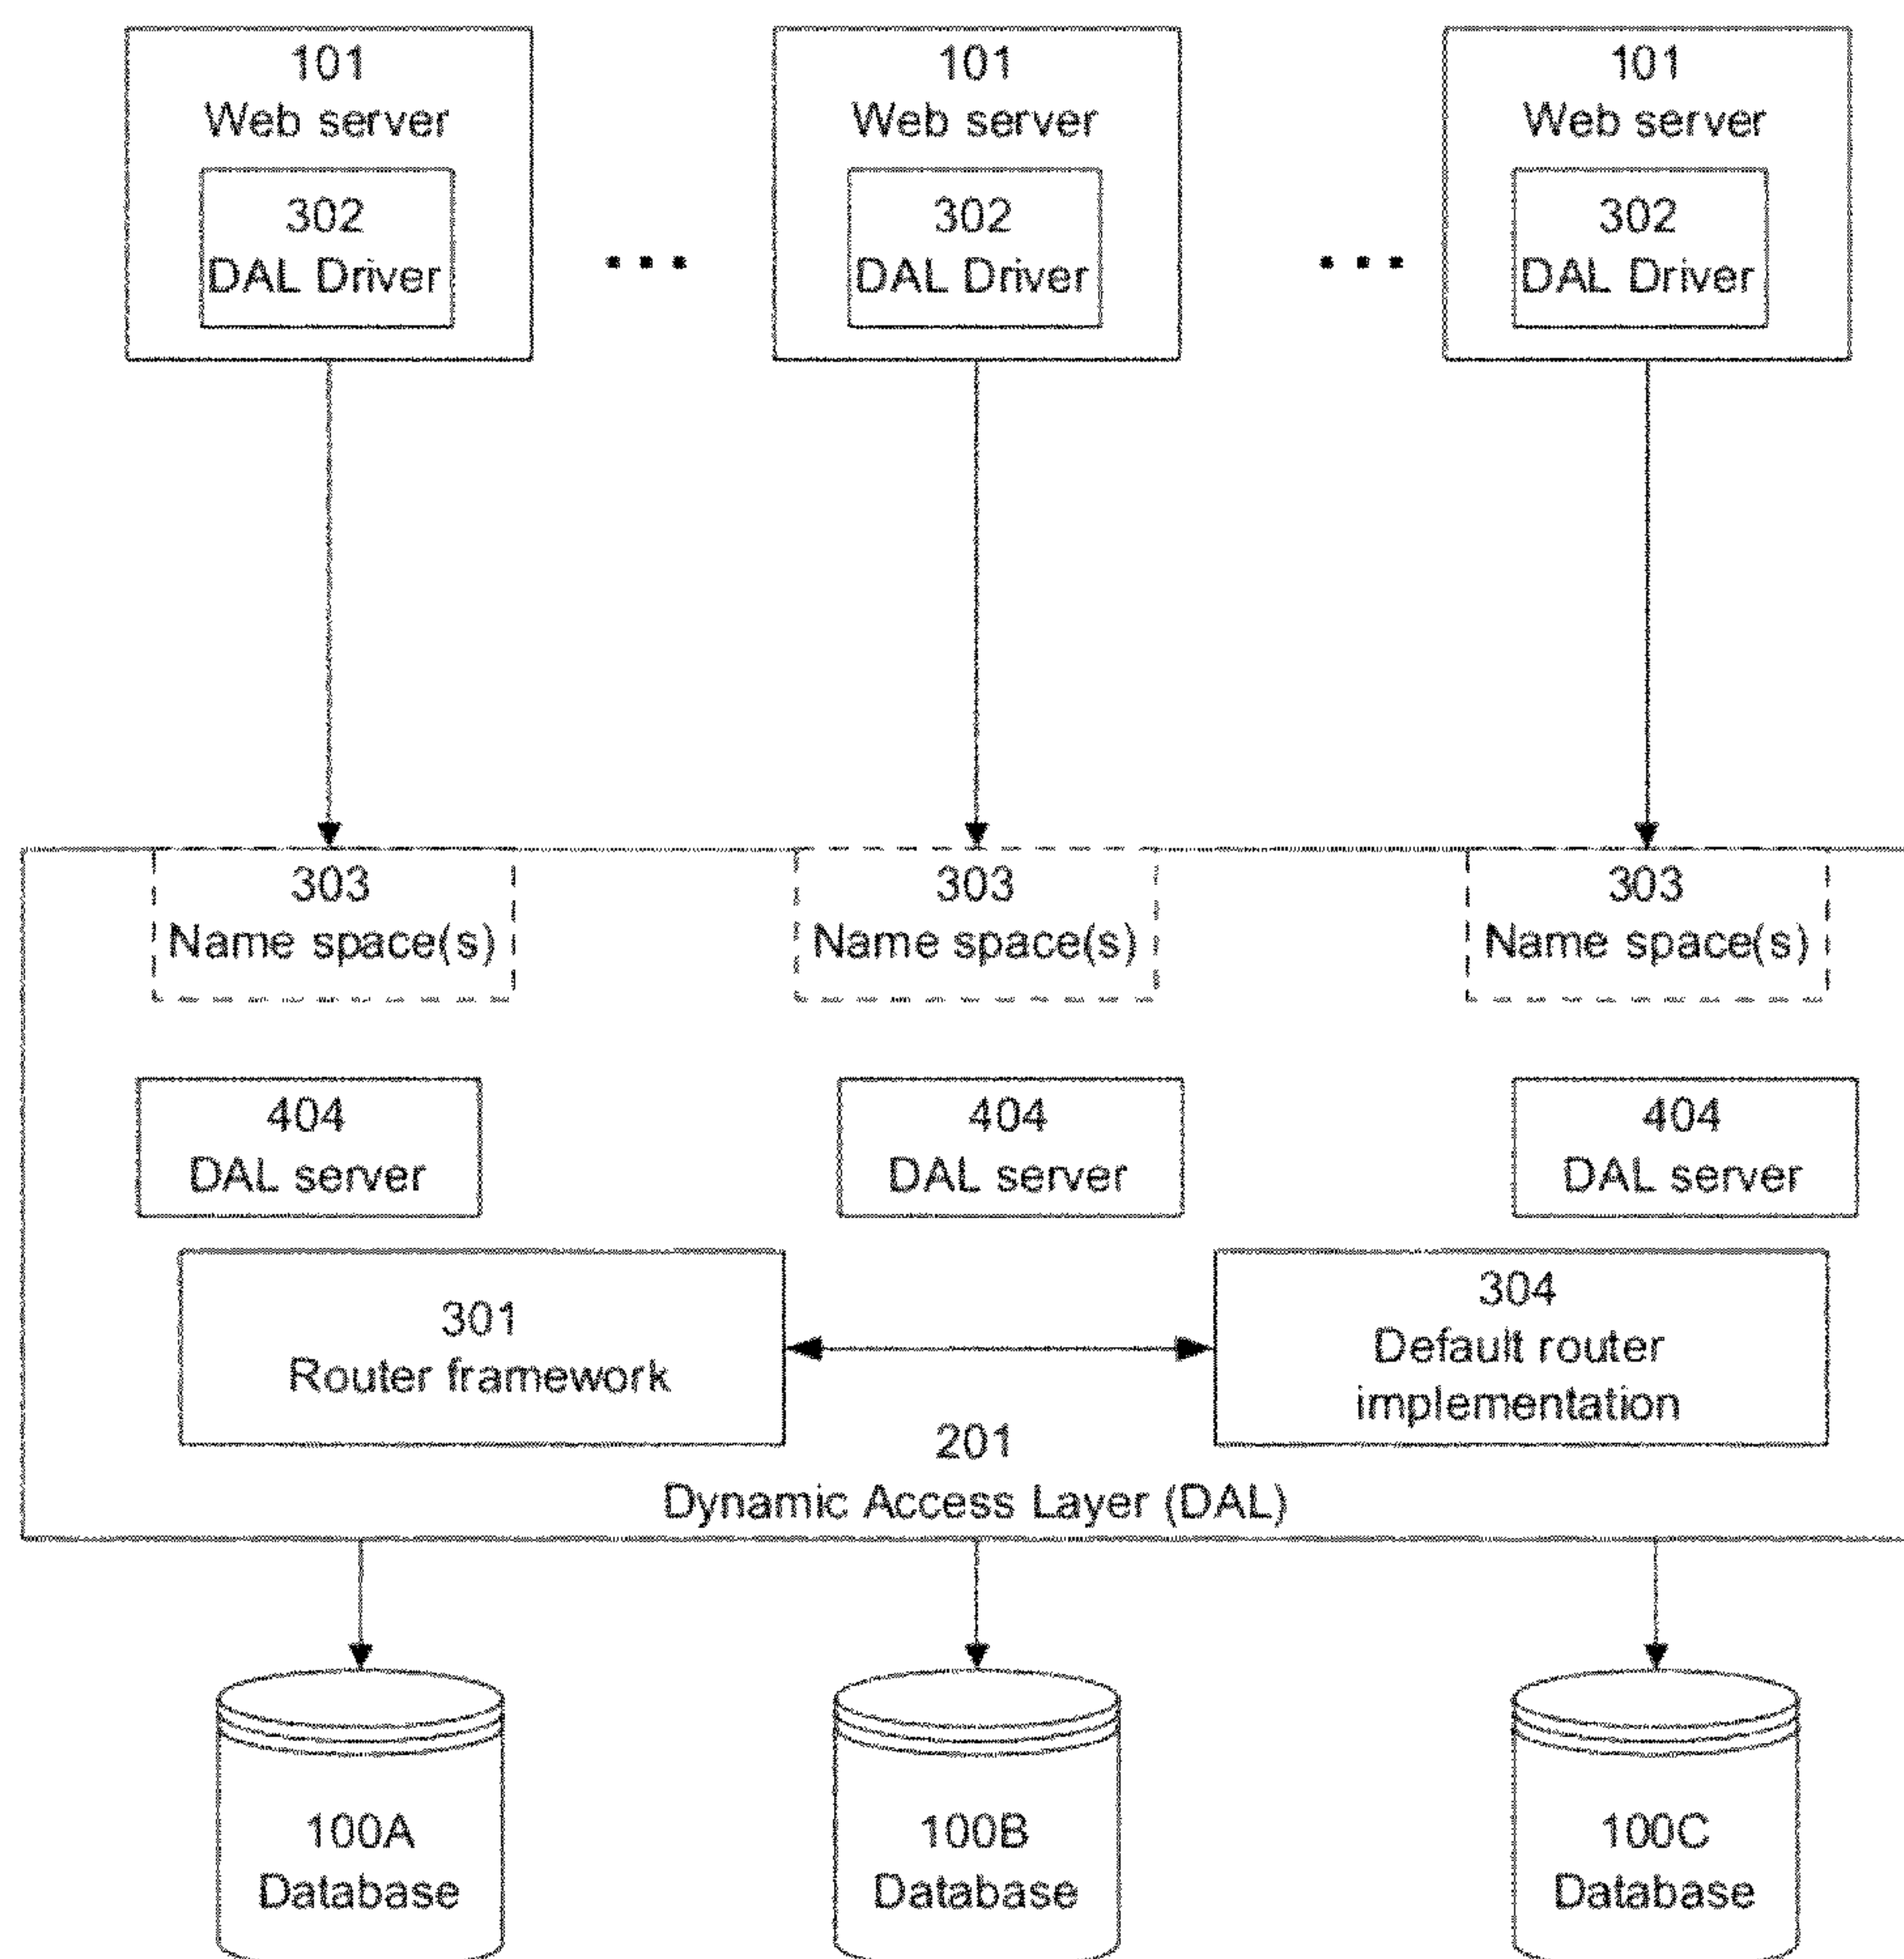 101
Web server
302
DAL Driver
101
Web server
302
DAL Driver
101
Web server
302
DAL Driver
... ...
303
Name space(s)
303
Name space(s)
303
Name space(s)
404
DAL server
404
DAL server
404
DAL server
301
Router framework
304
Default router
implementation
201
Dynamic Access Layer (DAL)
100A
Database
100B
Database
100C
Database